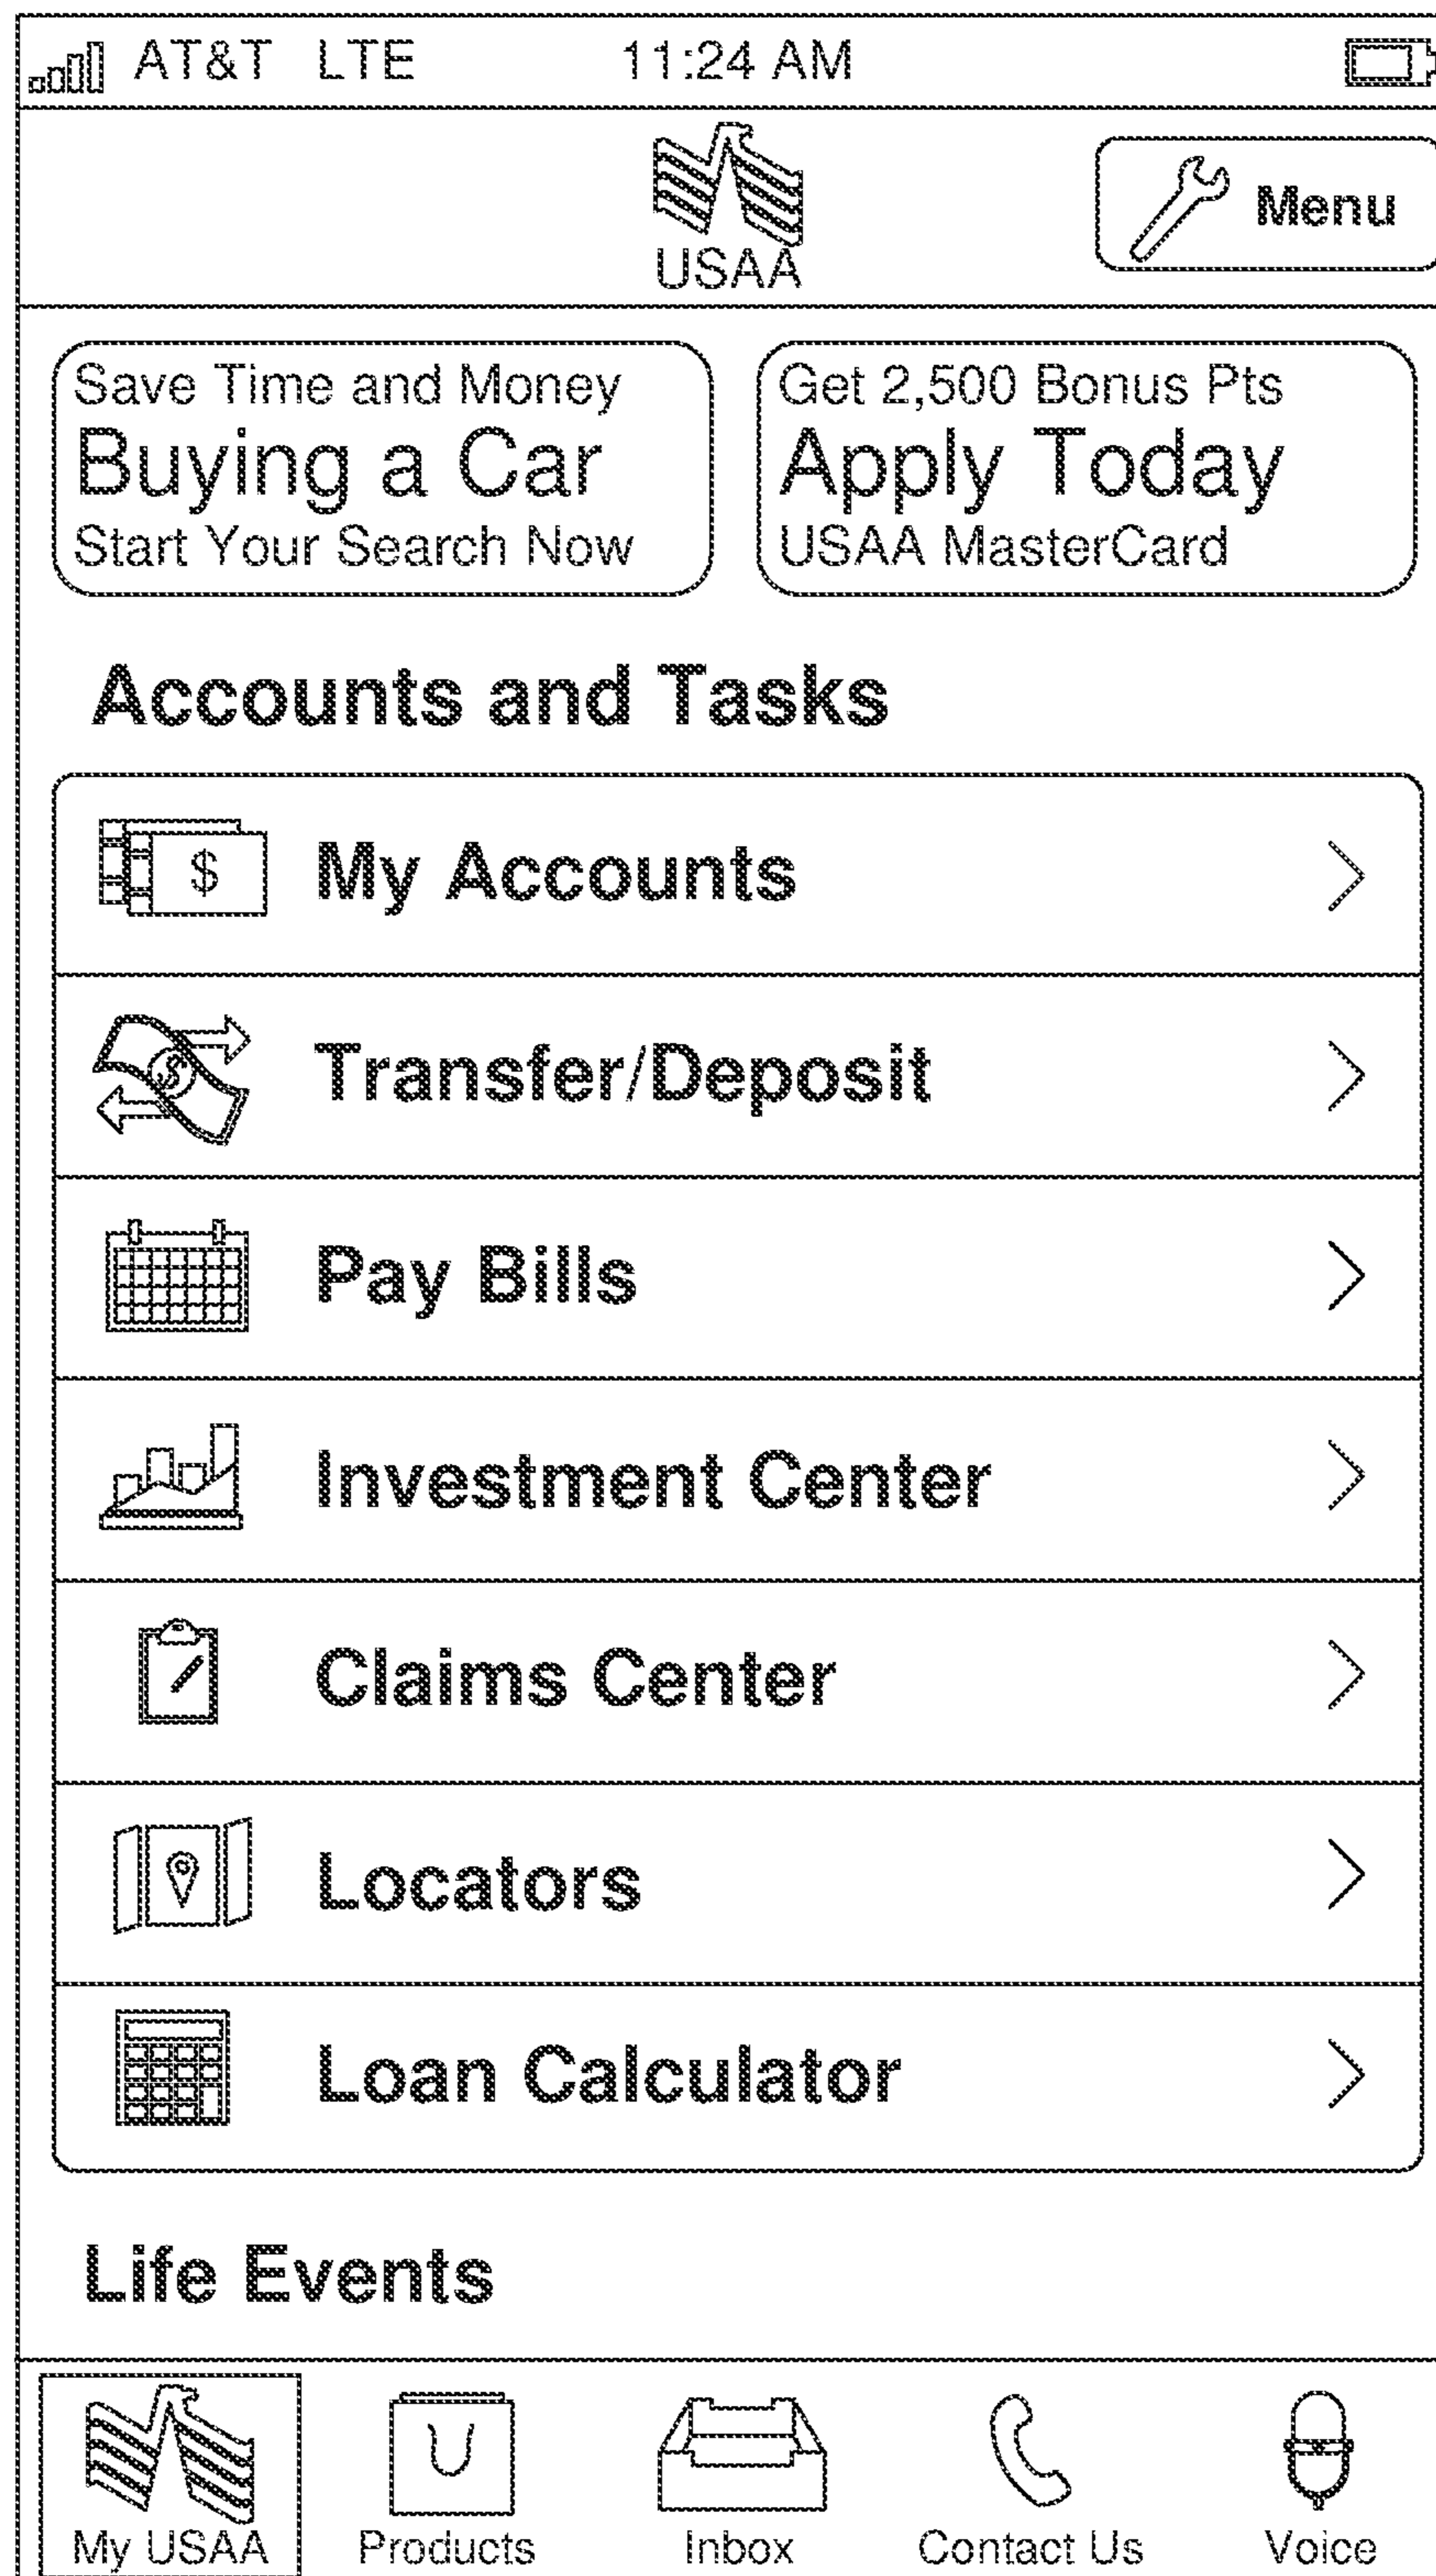 AT&T LTE 11:24 AM
USAA
Menu
Save Time and Money
Buying a Car
Start Your Search Now
Get 2,500 Bonus Pts
Apply Today
USAA MasterCard
Accounts and Tasks
$ My Accounts
$ Transfer/Deposit
Pay Bills
Investment Center
Claims Center
Locators
Loan Calculator
Life Events
My USAA Products Inbox Contact Us Voice